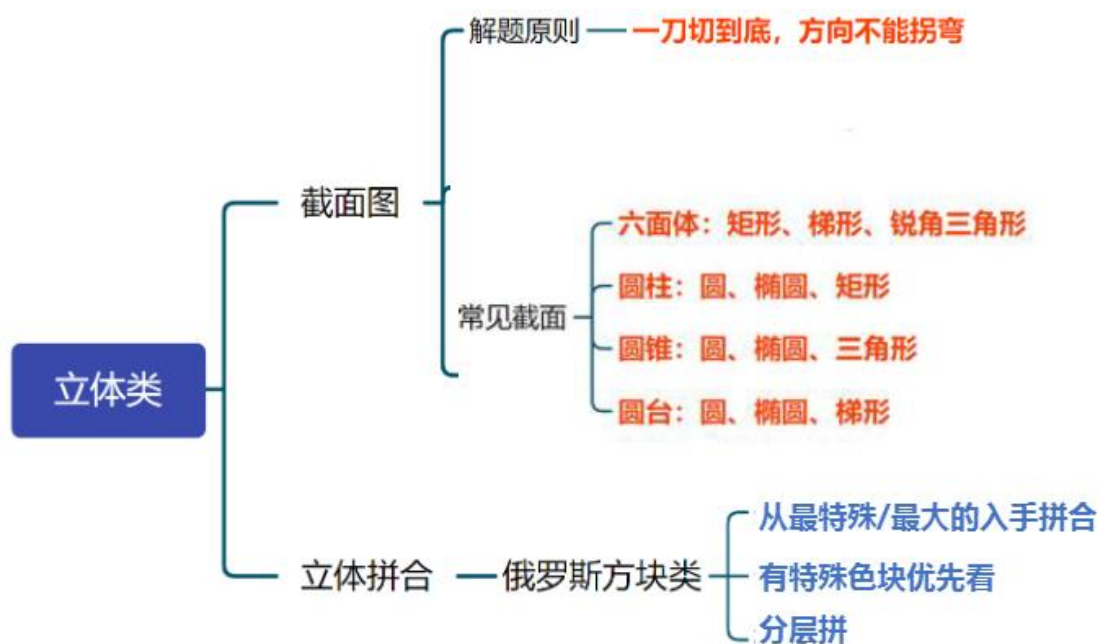 解题原则
一刀切到底，方向不能拐弯
截面图
六面体：矩形、梯形、锐角三角形
圆柱：圆、椭圆、矩形
常见截面
圆锥：圆、椭圆、三角形
圆台：圆、椭圆、梯形
立体类
从最特殊/最大的入手拼合
立体拼合
俄罗斯方块类
有特殊色块优先看
分层拼